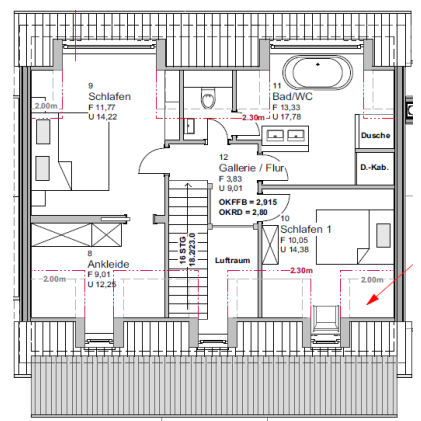 9
Schlafen
F 11,77
U 14,22
2.00m
11
Bad/WC
F 13,33
U 17,78
2.30m
Dusche
D.-Kab.
12
Gallerie / Flur
F 3,83
U 9,01
OKFFB = 2,915
OKRD = 2,80
10
Schlafen 1
F 10,05
U 14,38
16 STG
18.2/23.0
Luftraum
8
Ankleide
F 9,01
U 12,25
2.00m
2.30m
2.00m